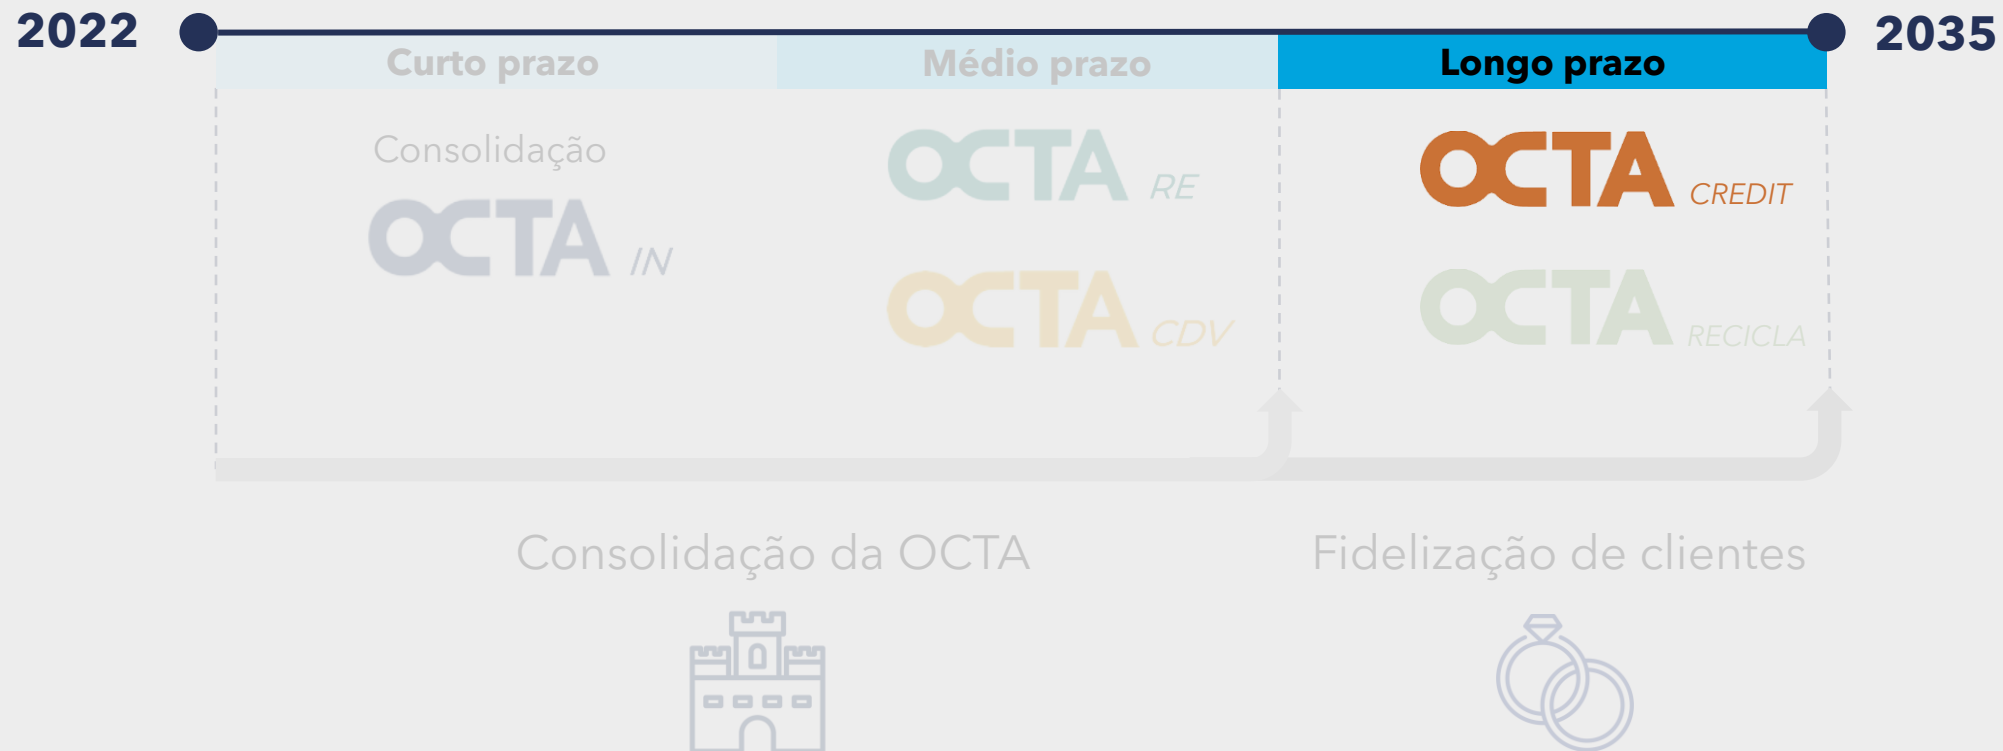 2022
2035
Curto prazo
Médio prazo
Longo prazo
Consolidação
OCTA IN
OCTA RE
OCTA CDV
OCTA CREDIT
OCTA RECICLA
Consolidação da OCTA
Fidelização de clientes